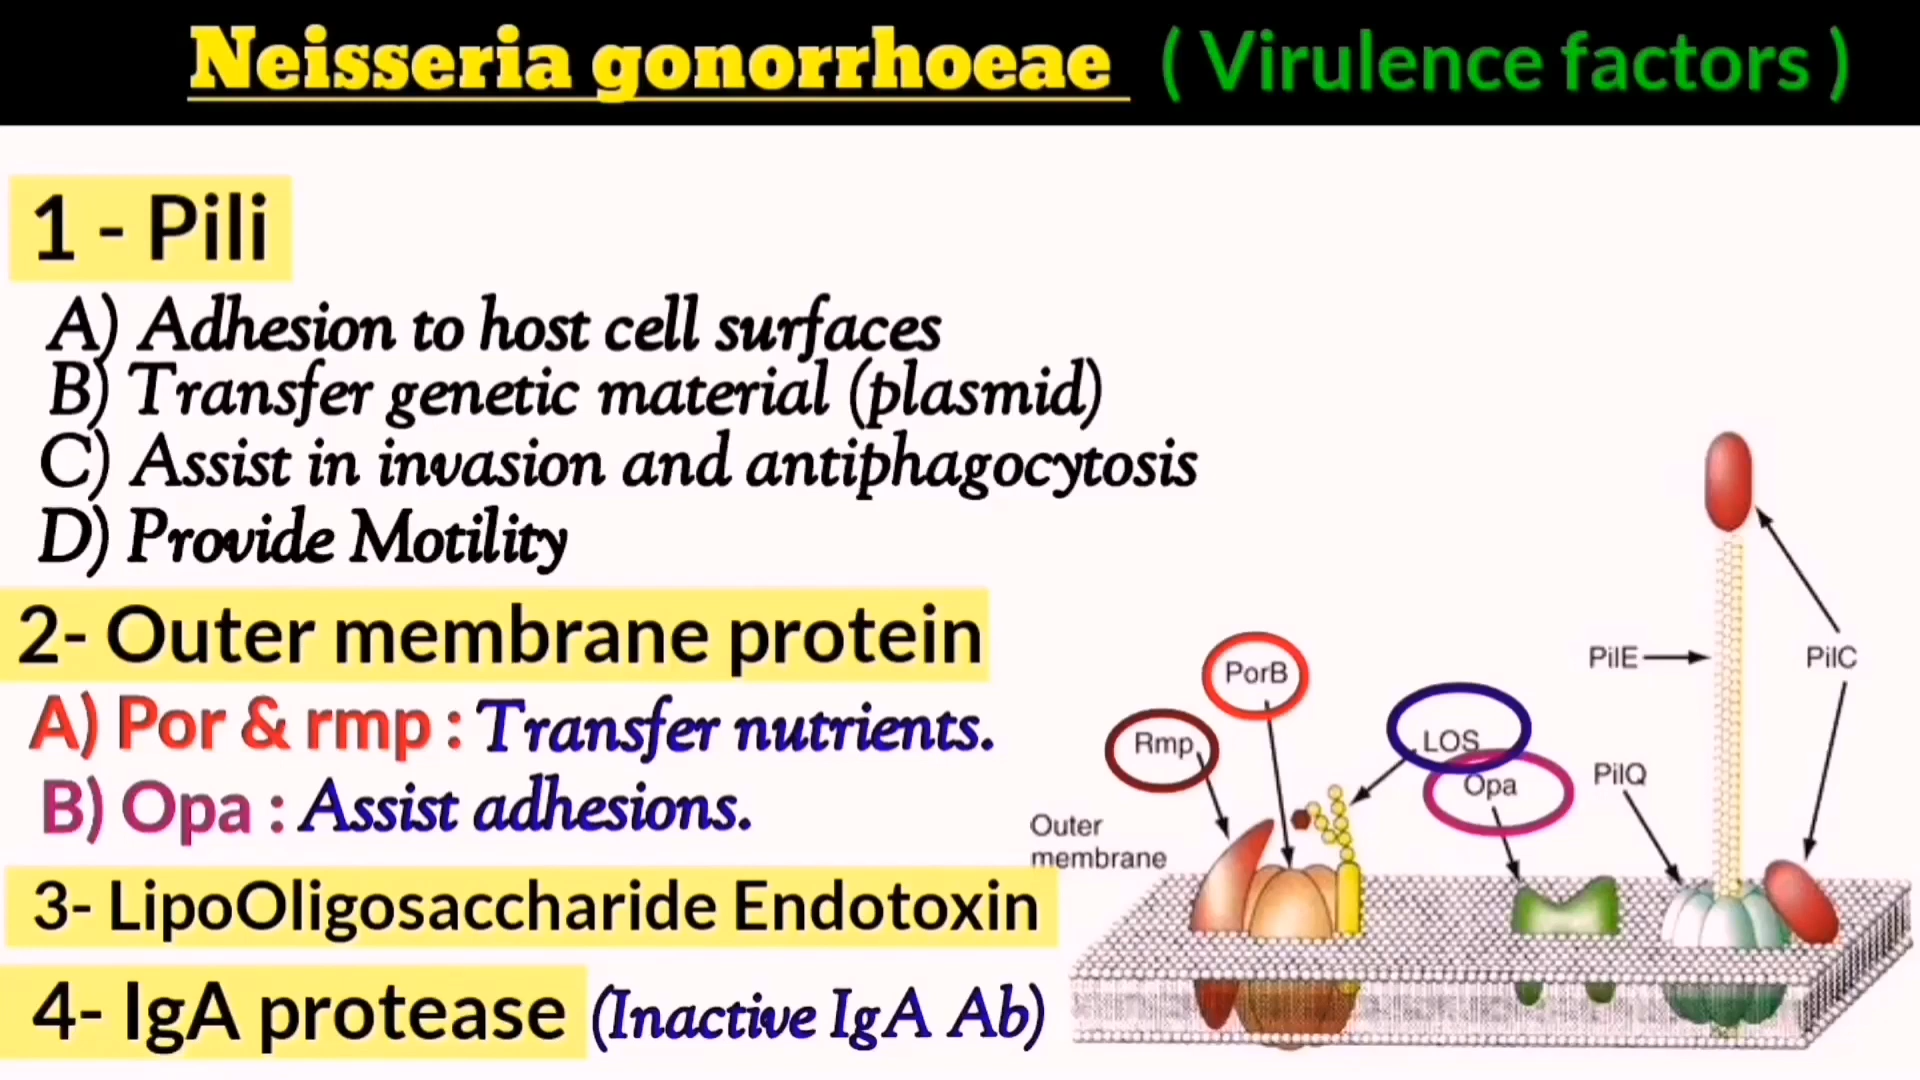 Neisseria gonorrhoeae ( Virulence factors )
1 - Pili
A) Adhesion to host cell surfaces
B) Transfer genetic material (plasmid)
C) Assist in invasion and antiphagocytosis
D) Provide Motility
2- Outer membrane protein
A) Por & rmp : Transfer nutrients.
B) Opa : Assist adhesions.
3- LipoOligosaccharide Endotoxin
4- IgA protease (Inactive IgA Ab)
PilE
PilC
PorB
Rmp
LOS
Opa
PilQ
Outer
membrane